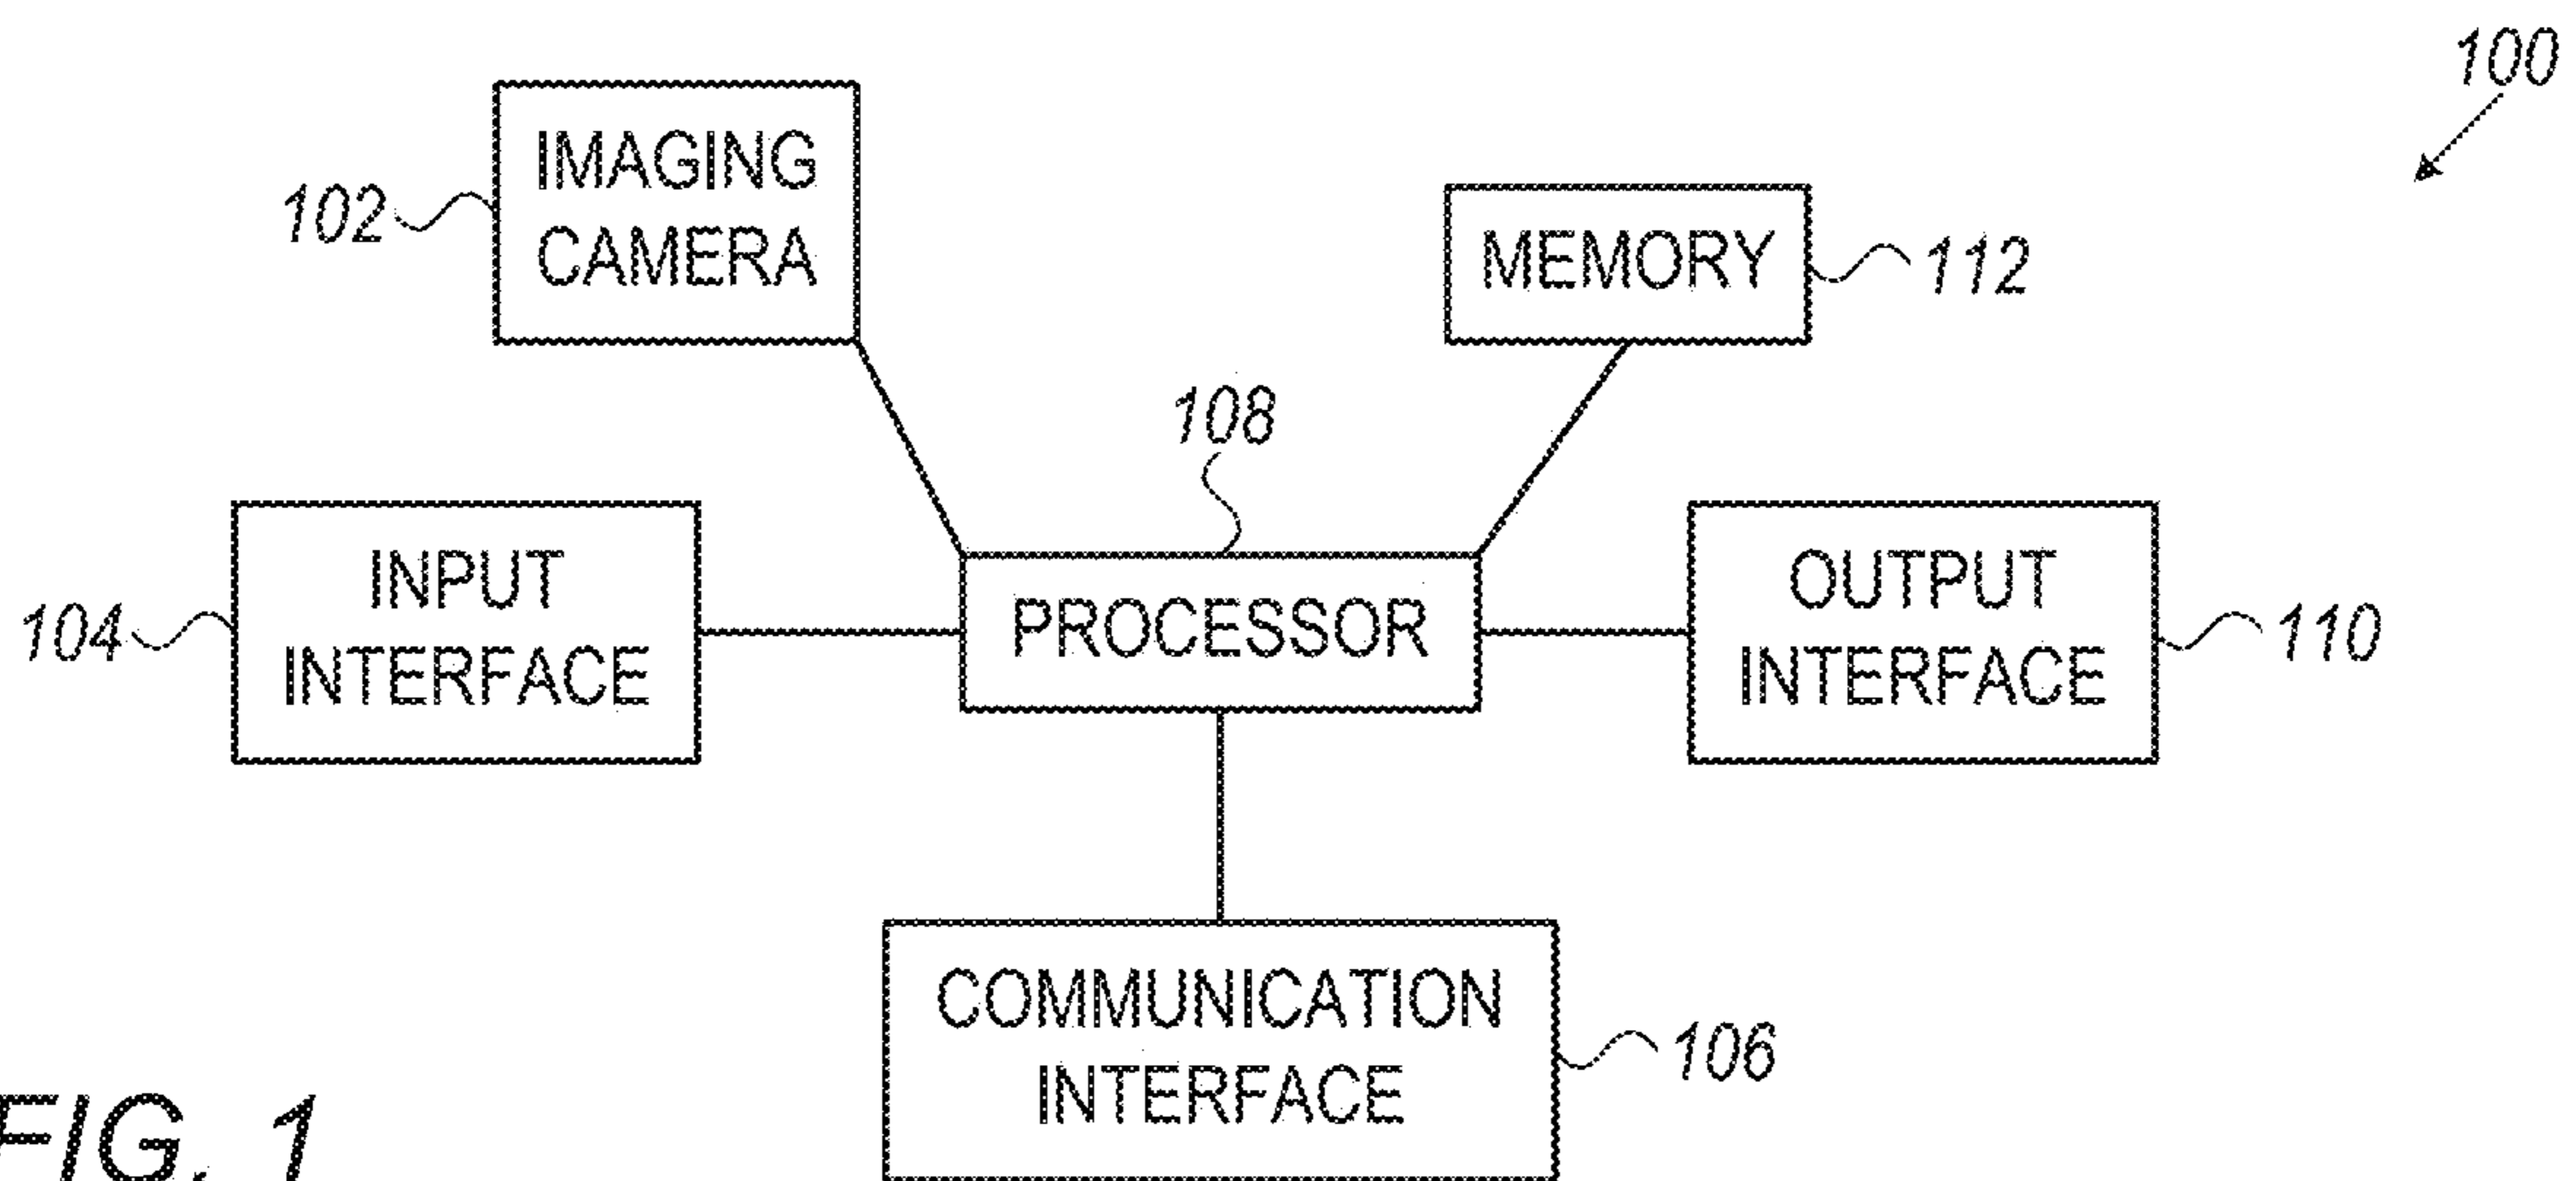 100
IMAGING
CAMERA
102
MEMORY
112
108
INPUT
INTERFACE
104
PROCESSOR
OUTPUT
INTERFACE
110
COMMUNICATION
INTERFACE
106
FIG. 1